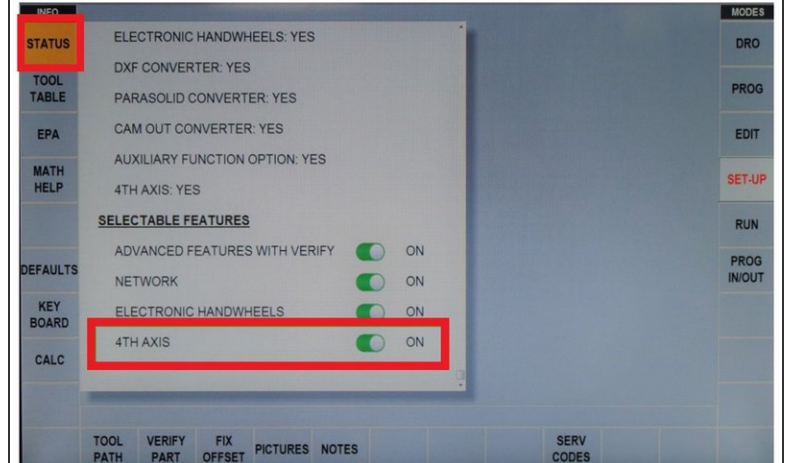 INFO
STATUS
TOOL
TABLE
EPA
MATH
HELP
DEFAULTS
KEY
BOARD
CALC
ELECTRONIC HANDWHEELS: YES
DXF CONVERTER: YES
PARASOLID CONVERTER: YES
CAM OUT CONVERTER: YES
AUXILIARY FUNCTION OPTION: YES
4TH AXIS: YES
SELECTABLE FEATURES
ADVANCED FEATURES WITH VERIFY ON
NETWORK ON
ELECTRONIC HANDWHEELS ON
4TH AXIS ON
MODES
DRO
PROG
EDIT
SET-UP
RUN
PROG
IN/OUT
TOOL
PATH
VERIFY
PART
FIX
OFFSET
PICTURES
NOTES
SERV
CODES